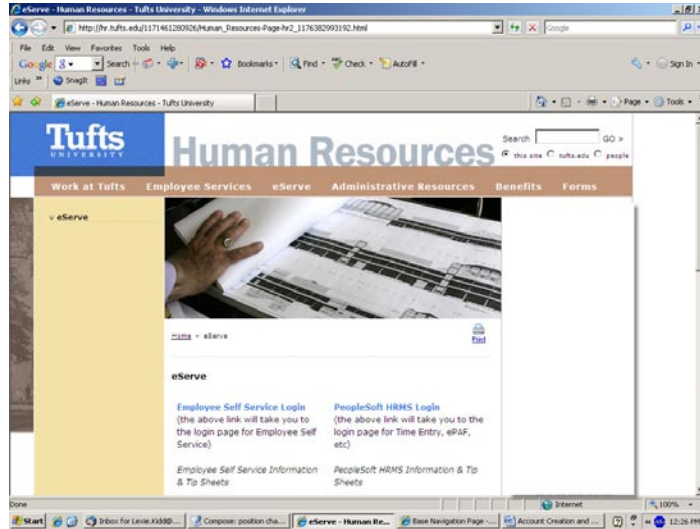 eServe - Human Resources - Tufts University - Windows Internet Explorer
http://hr.tufts.edu/1171461280926/Human_Resources-Page-hr2_1176382993192.html
Google
File Edit View Favorites Tools Help
Google Search Bookmarks Find Check AutoFill Sign In
Links SnagIt
eServe - Human Resources - Tufts University Page Tools
Tufts
UNIVERSITY
Human Resources
Search GO »
this site tufts.edu people
Work at Tufts Employee Services eServe Administrative Resources Benefits Forms
v eServe
Home > eServe
Print
eServe
Employee Self Service Login
(the above link will take you to
the login page for Employee Self
Service)
Employee Self Service Information
& Tip Sheets
PeopleSoft HRMS Login
(the above link will take you to the
login page for Time Entry, ePAF,
etc)
PeopleSoft HRMS Information & Tip
Sheets
Done Internet 100%
Start Inbox for Lexie.Kidd@... Compose: position cha... eServe - Human Re... Base Navigation Page -... Account Creation and ... 12:25 PM